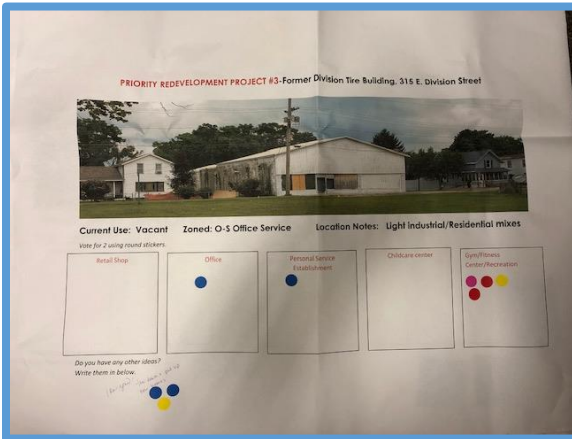 PRIORITY REDEVELOPMENT PROJECT #3-Former Division Tire Building, 315 E. Division Street
Current Use: Vacant Zoned: O-S Office Service Location Notes: Light industrial/Residential mixes
Vote for 2 using round stickers.
Retail Shop
Office
Personal Service
Establishment
Childcare center
Gym/Fitness
Center/Recreation
Do you have any other ideas?
Write them in below.